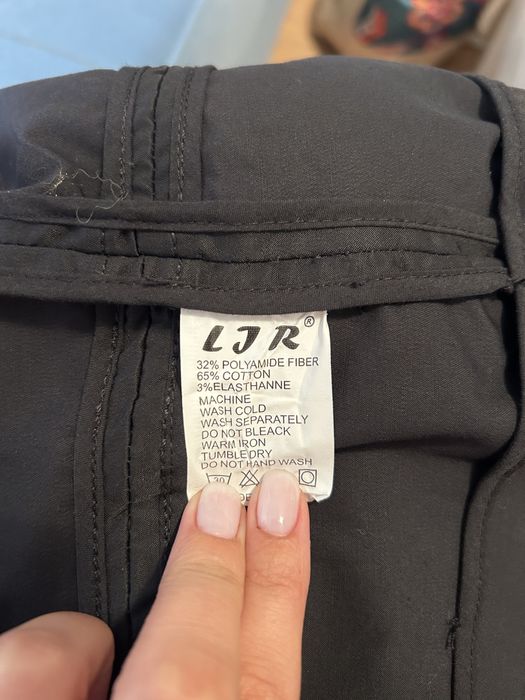 LJR®
32% POLYAMIDE FIBER
65% COTTON
3%ELASTHANNE
MACHINE
WASH COLD
WASH SEPARATELY
DO NOT BLEACK
WARM IRON
TUMBLE DRY
DO NOT HAND WASH
30